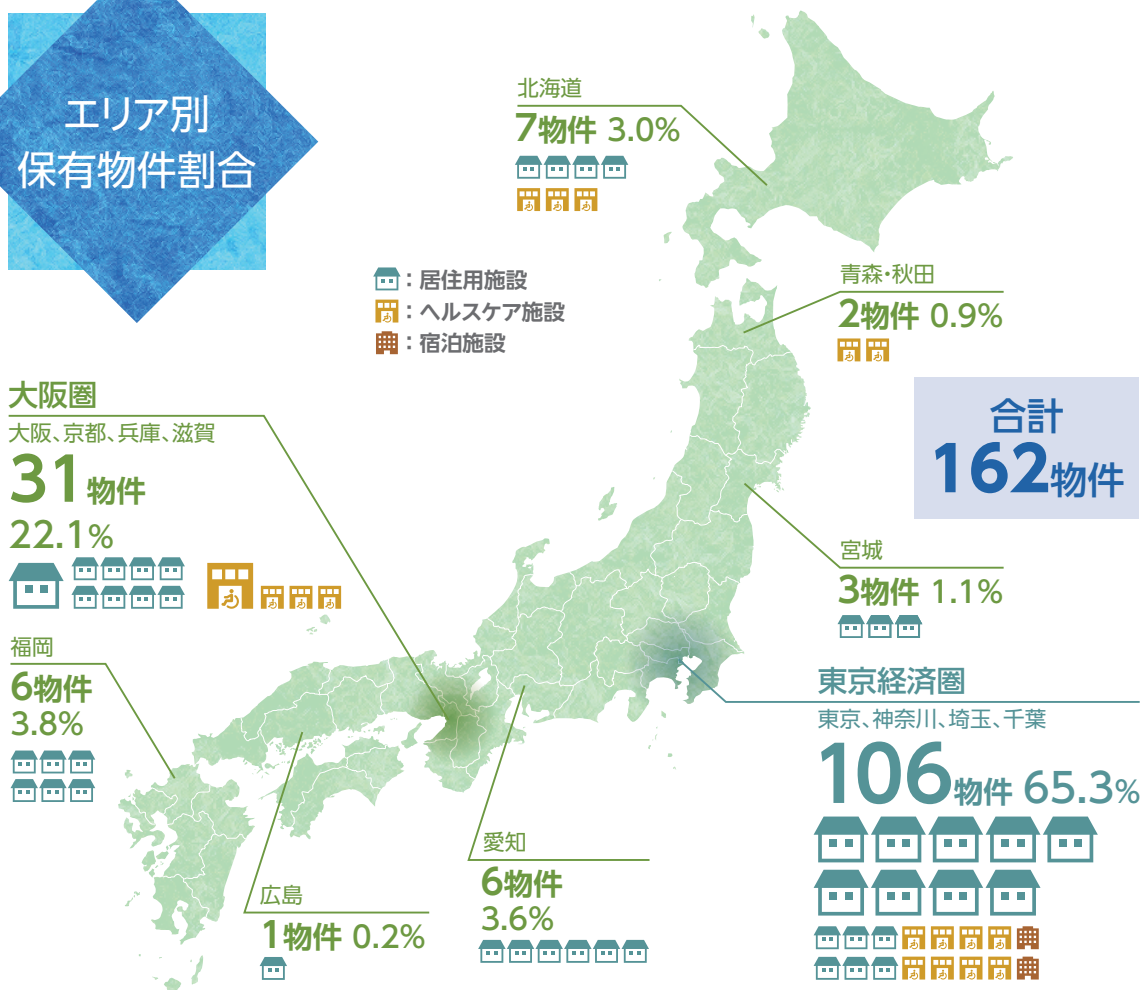 エリア別
保有物件割合
北海道
7物件 3.0%
：居住用施設
：ヘルスケア施設
：宿泊施設
青森・秋田
2物件 0.9%
合計
162物件
大阪圏
大阪、京都、兵庫、滋賀
31物件
22.1%
宮城
3物件 1.1%
福岡
6物件
3.8%
東京経済圏
東京、神奈川、埼玉、千葉
106物件 65.3%
愛知
6物件
3.6%
広島
1物件 0.2%